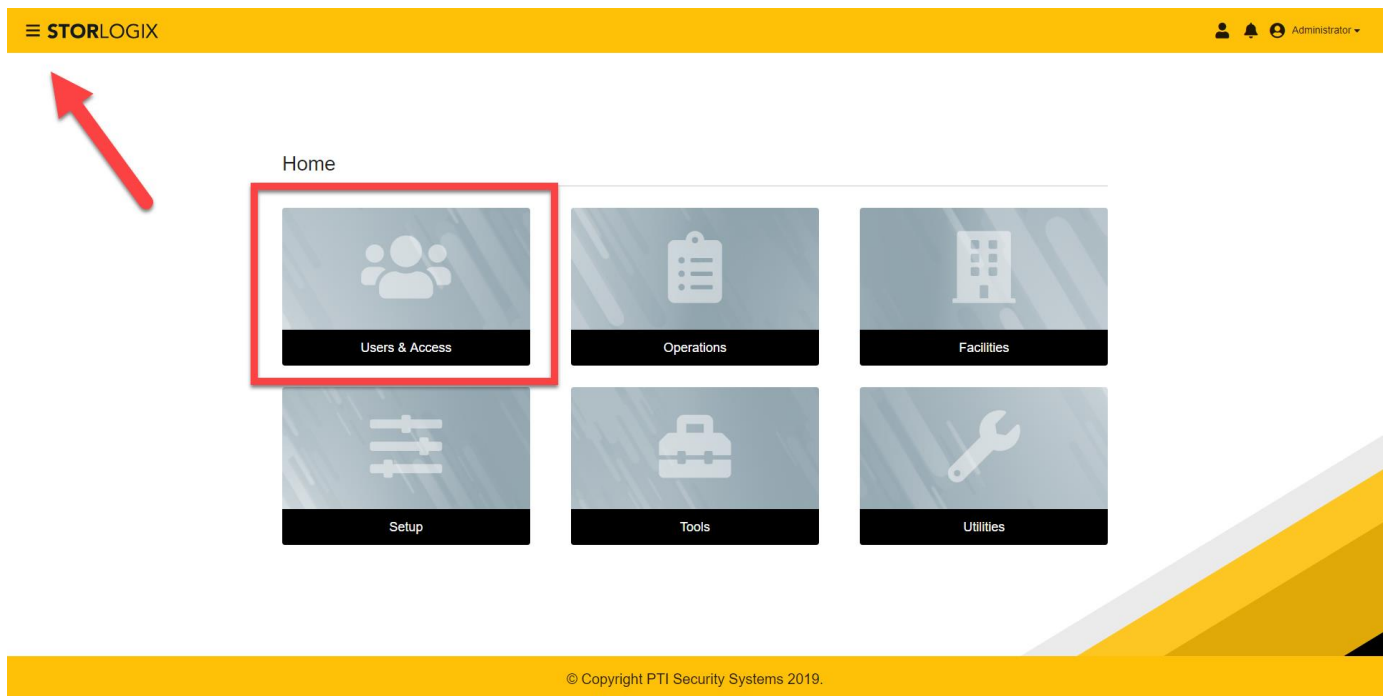 STORLOGIX
Administrator
Home
Users & Access
Operations
Facilities
Setup
Tools
Utilities
© Copyright PTI Security Systems 2019.